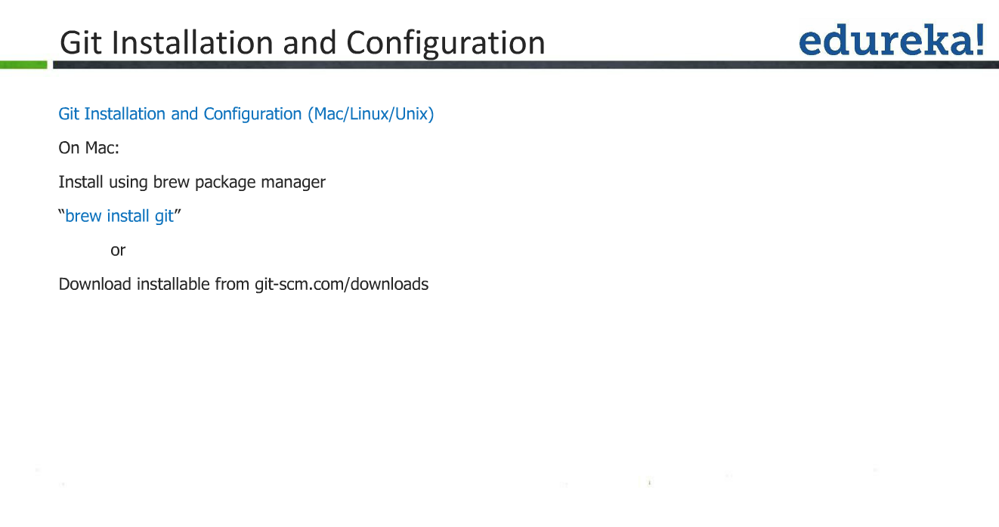 Git Installation and Configuration
edureka!
Git Installation and Configuration (Mac/Linux/Unix)
On Mac:
Install using brew package manager
“brew install git”
or
Download installable from git-scm.com/downloads